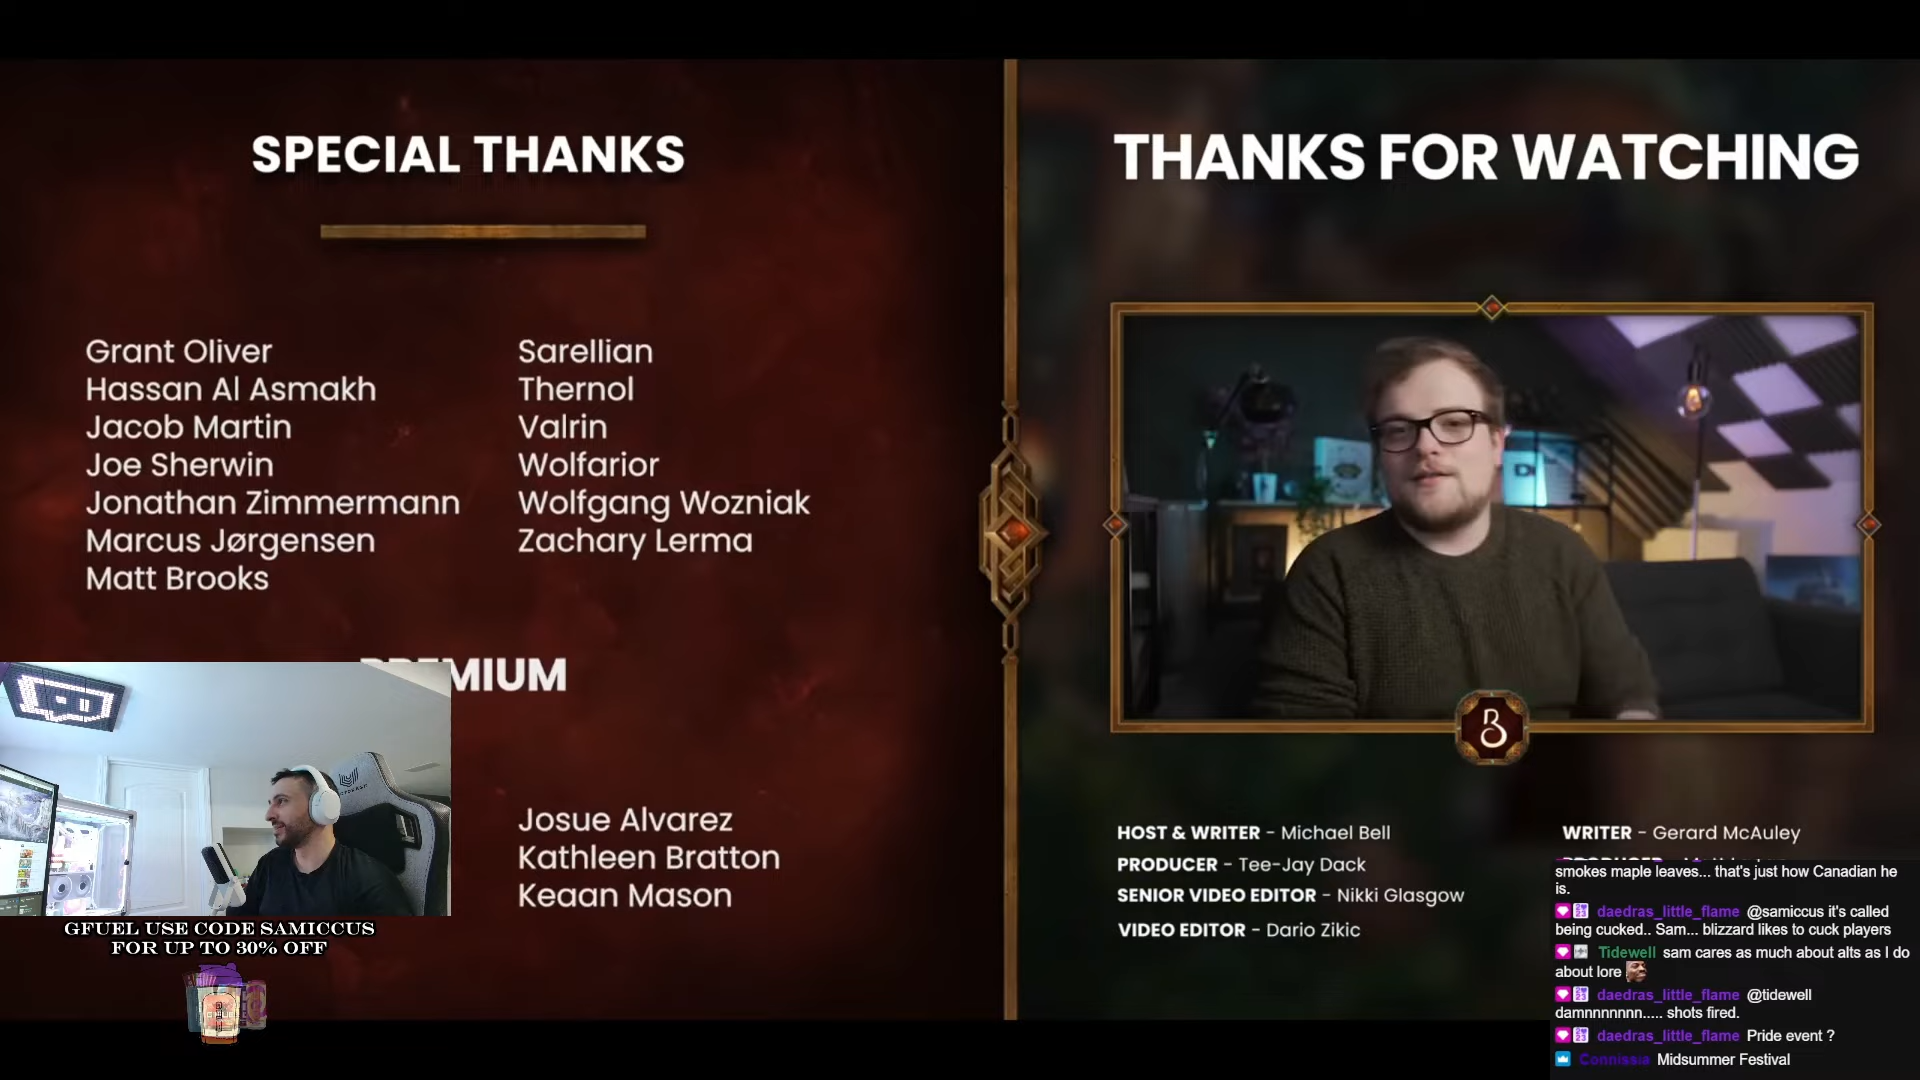 SPECIAL THANKS
Grant Oliver
Hassan Al Asmakh
Jacob Martin
Joe Sherwin
Jonathan Zimmermann
Marcus Jørgensen
Matt Brooks
Sarellian
Thernol
Valrin
Wolfarior
Wolfgang Wozniak
Zachary Lerma
MIUM
Josue Alvarez
Kathleen Bratton
Keaan Mason
GFUEL USE CODE SAMICCUS
FOR UP TO 30% OFF
THANKS FOR WATCHING
B
HOST & WRITER - Michael Bell
PRODUCER - Tee-Jay Dack
SENIOR VIDEO EDITOR - Nikki Glasgow
VIDEO EDITOR - Dario Zikic
WRITER - Gerard McAuley
smokes maple leaves... that's just how Canadian he
is.
daedras_little_flame @samiccus it's called
being cucked.. Sam... blizzard likes to cuck players
Tidewell sam cares as much about alts as I do
about lore
daedras_little_flame @tidewell
damnnnnnnn..... shots fired.
daedras_little_flame Pride event ?
Connissia Midsummer Festival